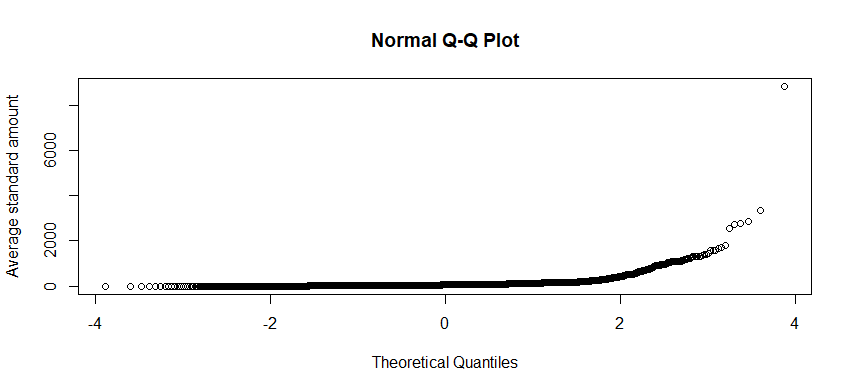 Normal Q-Q Plot
Average standard amount
0
2000
6000
-4
-2
0
2
4
Theoretical Quantiles